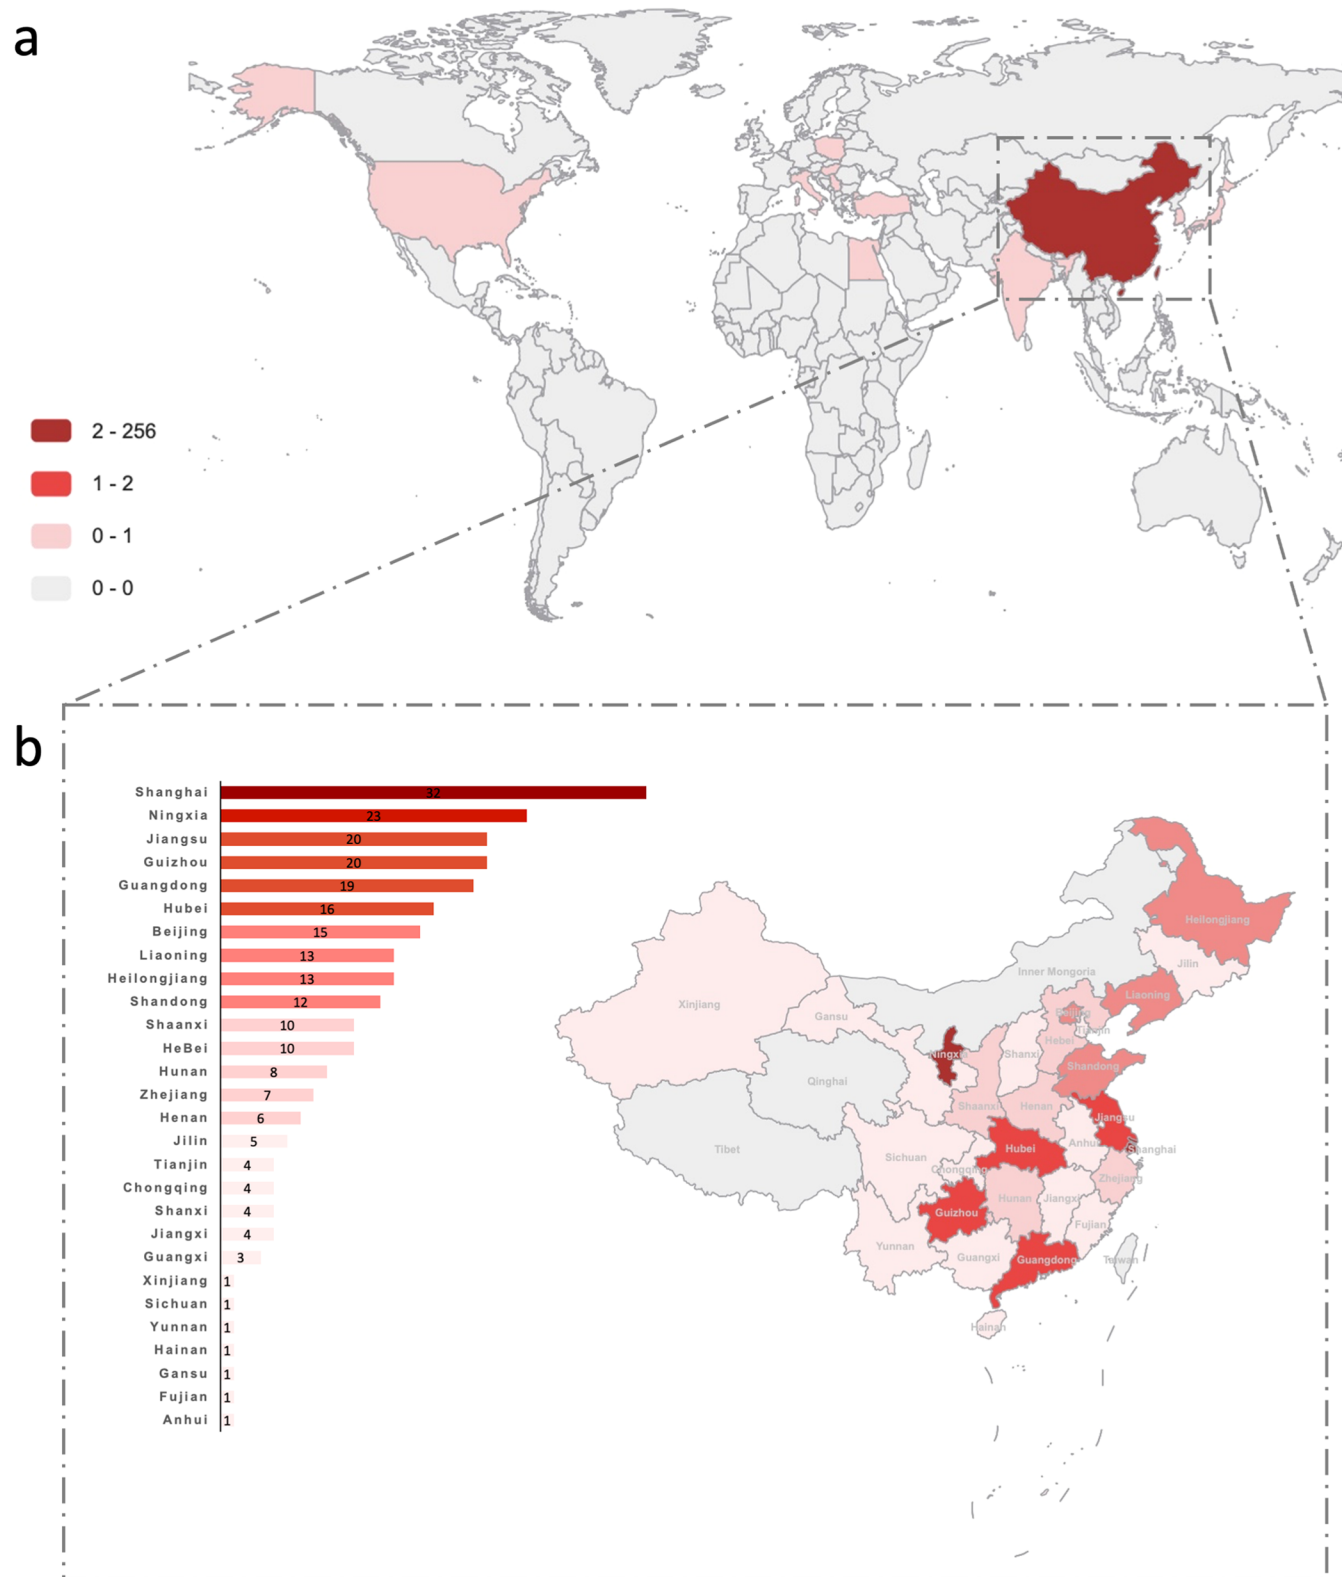 a
2 - 256
1 - 2
0 - 1
0 - 0
b
Shanghai 32
Ningxia 23
Jiangsu 20
Guizhou 20
Guangdong 19
Hubei 16
Beijing 15
Liaoning 13
Heilongjiang 13
Shandong 12
Shaanxi 10
HeBei 10
Hunan 8
Zhejiang 7
Henan 6
Jilin 5
Tianjin 4
Chongqing 4
Shanxi 4
Jiangxi 4
Guangxi 3
Xinjiang 1
Sichuan 1
Yunnan 1
Hainan 1
Gansu 1
Fujian 1
Anhui 1
Heilongjiang
Jilin
Inner Mongoria
Liaoning
Xinjiang
Gansu
Beijing
Tianjin
Hebei
Ningxia
Shanxi
Shandong
Qinghai
Shaanxi
Henan
Jiangsu
Tibet
Sichuan
Hubei
Anhui
Shanghai
Chongqing
Zhejiang
Hunan
Jiangxi
Guizhou
Fujian
Yunnan
Guangxi
Guangdong
Taiwan
Hainan